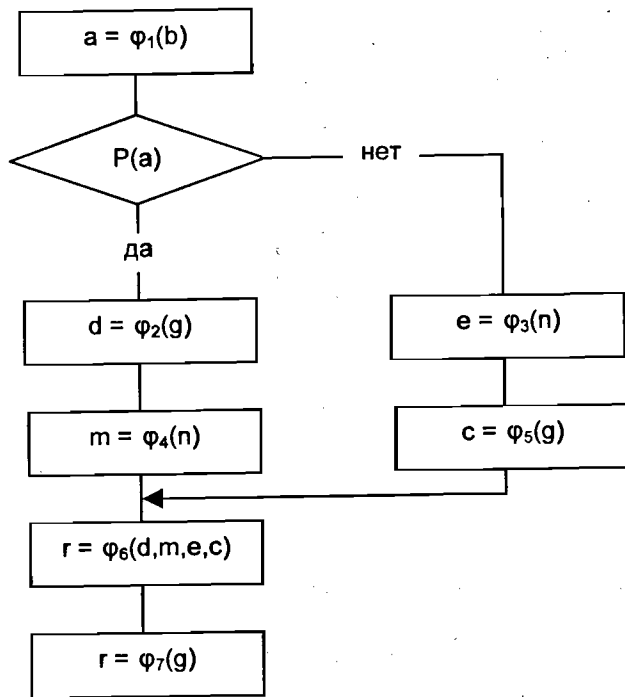 a = φ₁(b)
P(a)
нет
да
d = φ₂(g)
e = φ₃(n)
m = φ₄(n)
c = φ₅(g)
r = φ₆(d,m,e,c)
r = φ₇(g)